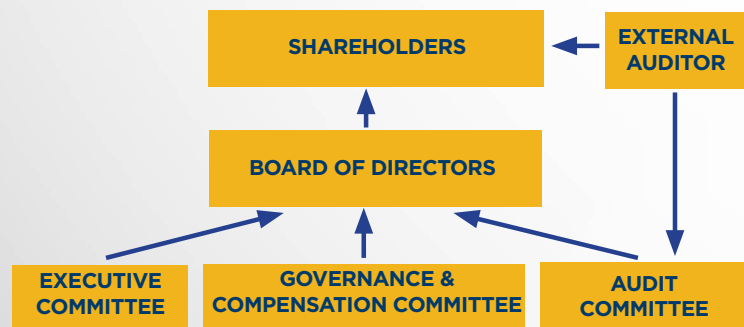 SHAREHOLDERS
EXTERNAL
AUDITOR
BOARD OF DIRECTORS
EXECUTIVE
COMMITTEE
GOVERNANCE &
COMPENSATION COMMITTEE
AUDIT
COMMITTEE